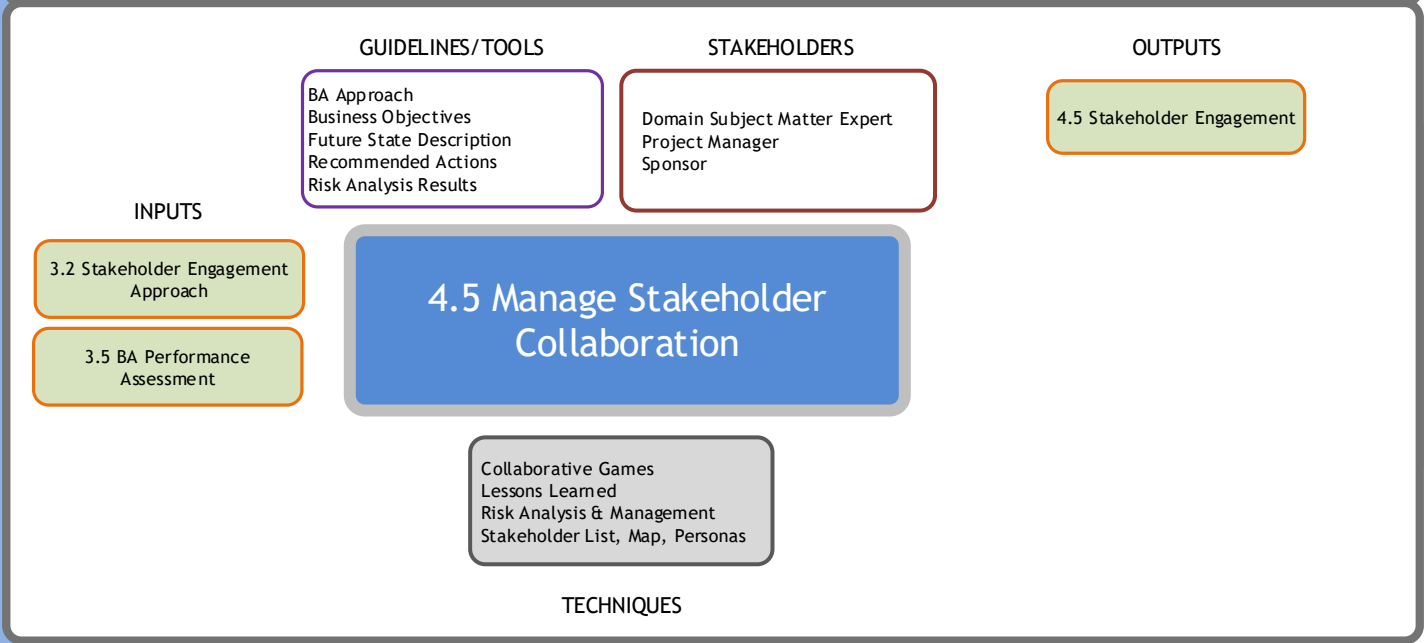 GUIDELINES/TOOLS
BA Approach
Business Objectives
Future State Description
Recommended Actions
Risk Analysis Results
STAKEHOLDERS
Domain Subject Matter Expert
Project Manager
Sponsor
OUTPUTS
4.5 Stakeholder Engagement
INPUTS
3.2 Stakeholder Engagement
Approach
3.5 BA Performance
Assessment
4.5 Manage Stakeholder
Collaboration
Collaborative Games
Lessons Learned
Risk Analysis & Management
Stakeholder List, Map, Personas
TECHNIQUES